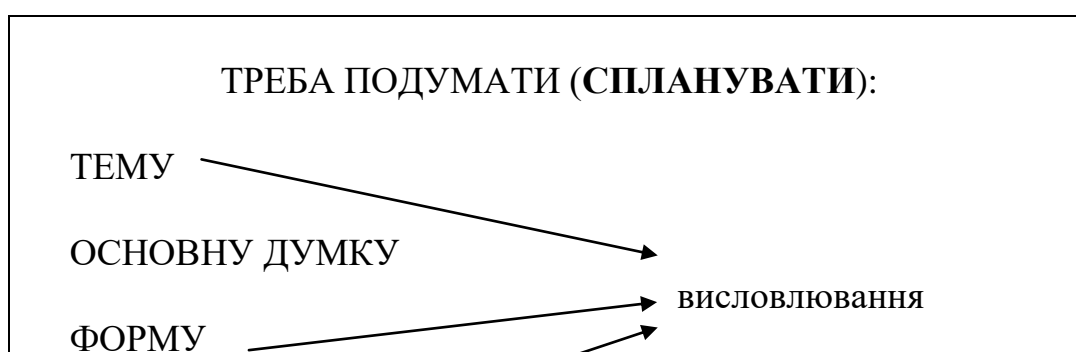 ТРЕБА ПОДУМАТИ (СПЛАНУВАТИ):
ТЕМУ
ОСНОВНУ ДУМКУ
висловлювання
ФОРМУ